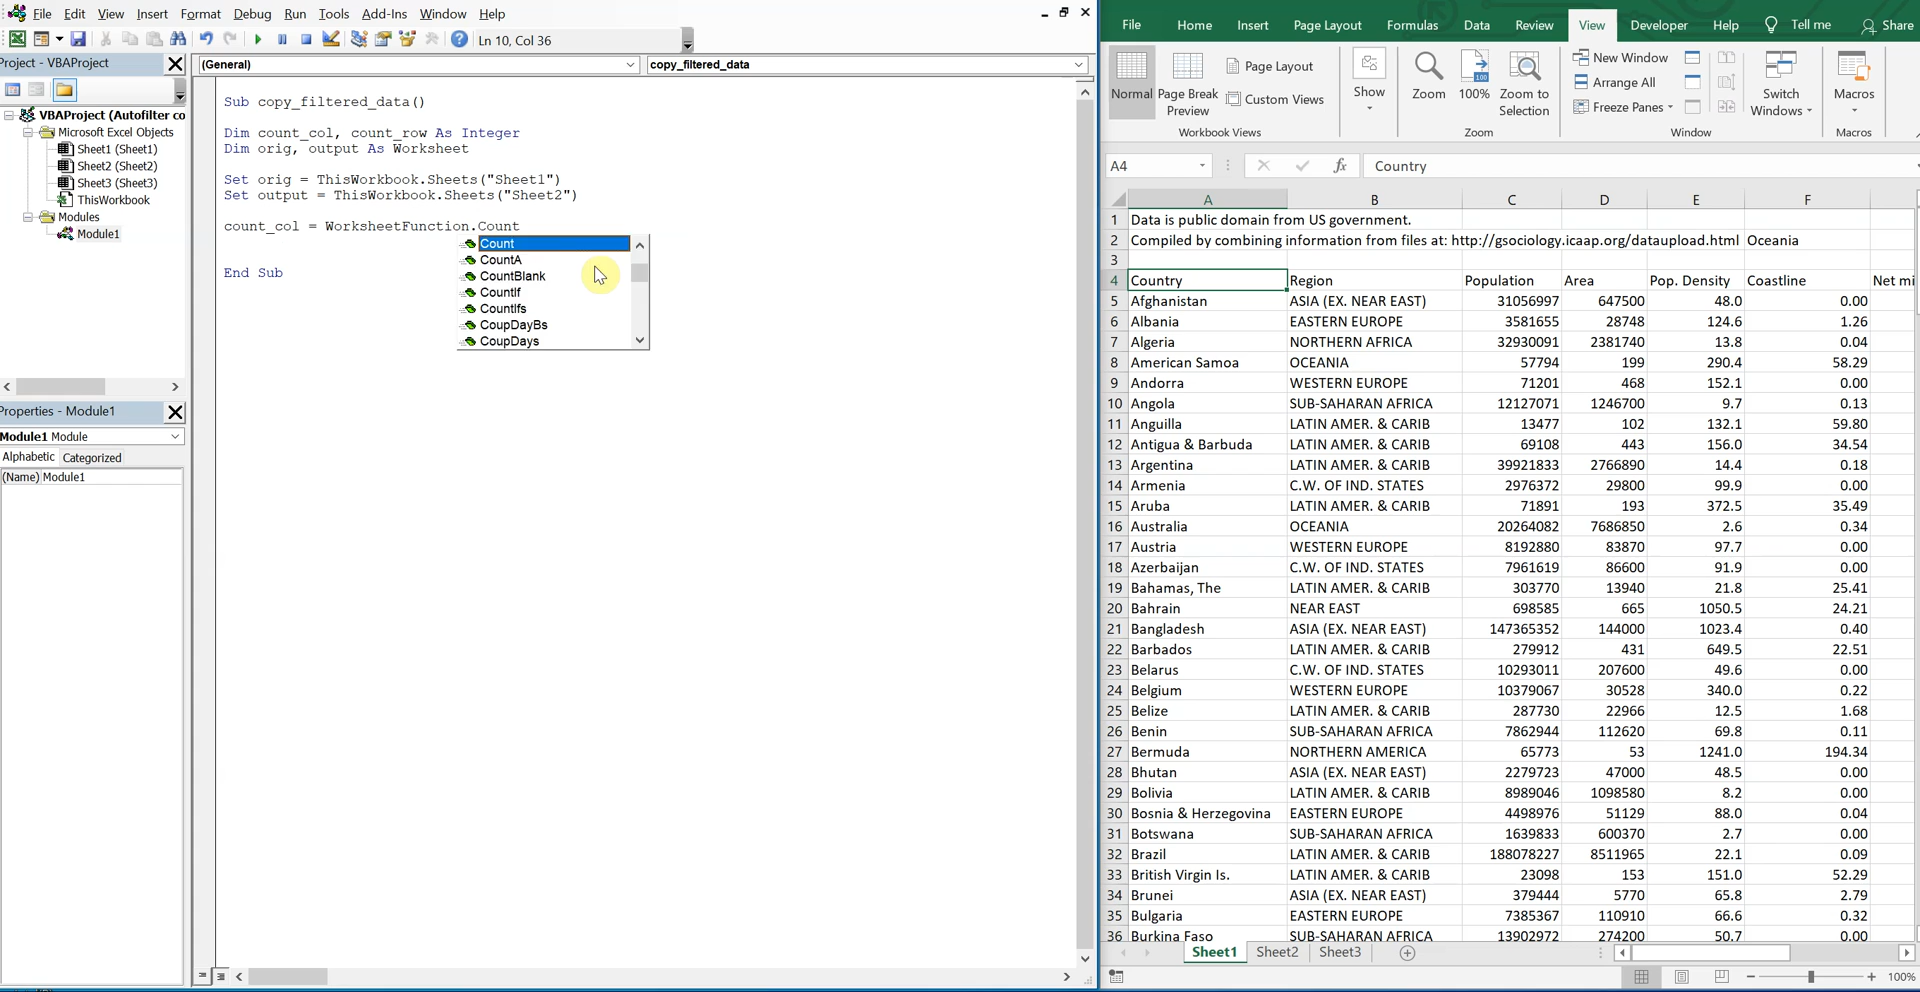 File Edit View Insert Format Debug Run Tools Add-Ins Window Help
Ln 10, Col 36
Project - VBAProject
VBAProject (Autofilter co
Microsoft Excel Objects
Sheet1 (Sheet1)
Sheet2 (Sheet2)
Sheet3 (Sheet3)
ThisWorkbook
Modules
Module1
Properties - Module1
Module1 Module
Alphabetic Categorized
(Name) Module1
(General) copy_filtered_data
Sub copy_filtered_data()
Dim count_col, count_row As Integer
Dim orig, output As Worksheet
Set orig = ThisWorkbook.Sheets("Sheet1")
Set output = ThisWorkbook.Sheets("Sheet2")
count_col = WorksheetFunction.Count
Count
CountA
CountBlank
CountIf
CountIfs
CoupDayBs
CoupDays
End Sub
File Home Insert Page Layout Formulas Data Review View Developer Help Tell me Share
Normal Page Break Preview Page Layout Custom Views
Workbook Views
Show
Zoom 100% Zoom to Selection
Zoom
New Window
Arrange All
Freeze Panes
Switch Windows
Window
Macros
Macros
A4 fx Country
A B C D E F
1 Data is public domain from US government.
2 Compiled by combining information from files at: http://gsociology.icaap.org/dataupload.html Oceania
3
4 Country Region Population Area Pop. Density Coastline Net mi
5 Afghanistan ASIA (EX. NEAR EAST) 31056997 647500 48.0 0.00
6 Albania EASTERN EUROPE 3581655 28748 124.6 1.26
7 Algeria NORTHERN AFRICA 32930091 2381740 13.8 0.04
8 American Samoa OCEANIA 57794 199 290.4 58.29
9 Andorra WESTERN EUROPE 71201 468 152.1 0.00
10 Angola SUB-SAHARAN AFRICA 12127071 1246700 9.7 0.13
11 Anguilla LATIN AMER. & CARIB 13477 102 132.1 59.80
12 Antigua & Barbuda LATIN AMER. & CARIB 69108 443 156.0 34.54
13 Argentina LATIN AMER. & CARIB 39921833 2766890 14.4 0.18
14 Armenia C.W. OF IND. STATES 2976372 29800 99.9 0.00
15 Aruba LATIN AMER. & CARIB 71891 193 372.5 35.49
16 Australia OCEANIA 20264082 7686850 2.6 0.34
17 Austria WESTERN EUROPE 8192880 83870 97.7 0.00
18 Azerbaijan C.W. OF IND. STATES 7961619 86600 91.9 0.00
19 Bahamas, The LATIN AMER. & CARIB 303770 13940 21.8 25.41
20 Bahrain NEAR EAST 698585 665 1050.5 24.21
21 Bangladesh ASIA (EX. NEAR EAST) 147365352 144000 1023.4 0.40
22 Barbados LATIN AMER. & CARIB 279912 431 649.5 22.51
23 Belarus C.W. OF IND. STATES 10293011 207600 49.6 0.00
24 Belgium WESTERN EUROPE 10379067 30528 340.0 0.22
25 Belize LATIN AMER. & CARIB 287730 22966 12.5 1.68
26 Benin SUB-SAHARAN AFRICA 7862944 112620 69.8 0.11
27 Bermuda NORTHERN AMERICA 65773 53 1241.0 194.34
28 Bhutan ASIA (EX. NEAR EAST) 2279723 47000 48.5 0.00
29 Bolivia LATIN AMER. & CARIB 8989046 1098580 8.2 0.00
30 Bosnia & Herzegovina EASTERN EUROPE 4498976 51129 88.0 0.04
31 Botswana SUB-SAHARAN AFRICA 1639833 600370 2.7 0.00
32 Brazil LATIN AMER. & CARIB 188078227 8511965 22.1 0.09
33 British Virgin Is. LATIN AMER. & CARIB 23098 153 151.0 52.29
34 Brunei ASIA (EX. NEAR EAST) 379444 5770 65.8 2.79
35 Bulgaria EASTERN EUROPE 7385367 110910 66.6 0.32
36 Burkina Faso SUB-SAHARAN AFRICA 13902972 274200 50.7 0.00
Sheet1 Sheet2 Sheet3
100%